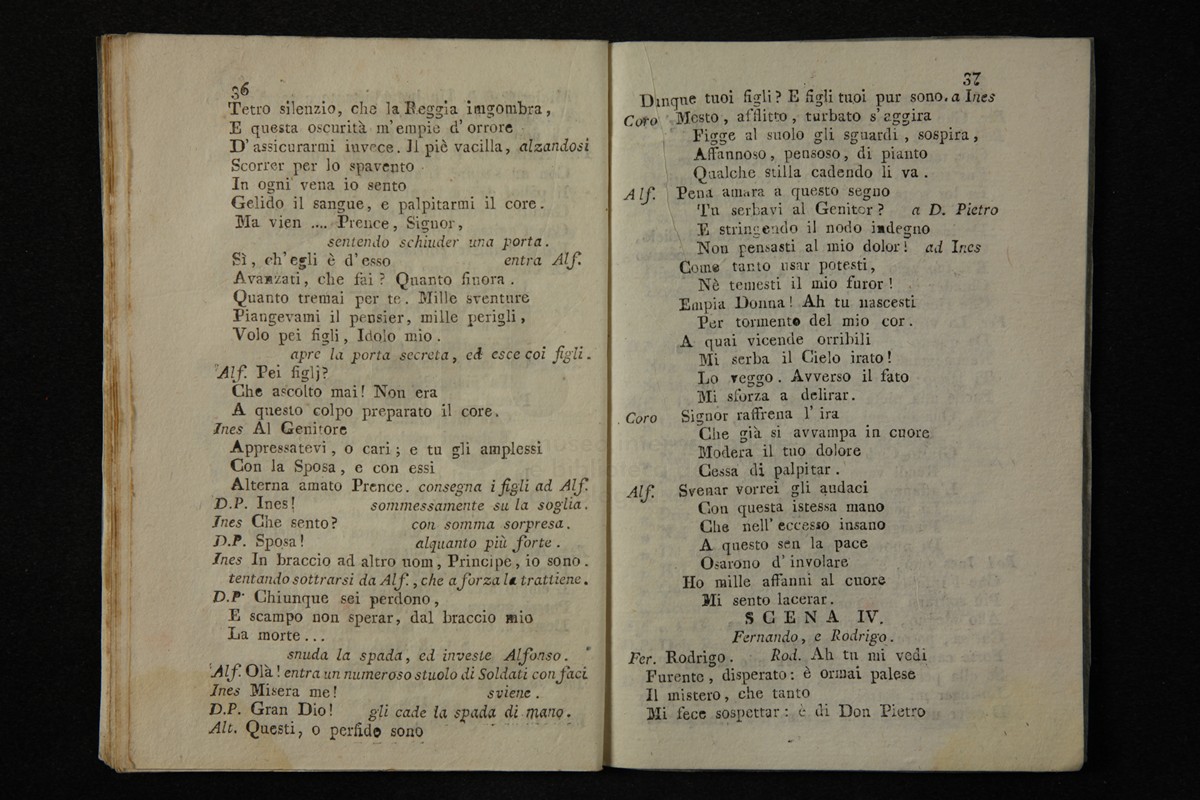 36
Tetro silenzio, che la Reggia imgombra,
E questa oscurità m'empie d'orrore
D'assicurarmi invece. Il piè vacilla, alzandosi
Scorrer per lo spavento
In ogni vena io sento
Gelido il sangue, e palpitarmi il core.
Ma vien .... Prence, Signor,
sentendo schiuder una porta.
Sì, ch'egli è d'esso entra Alf.
Avanzati, che fai? Quanto finora.
Quanto tremai per te. Mille sventure
Piangevami il pensier, mille perigli,
Volo pei figli, Idolo mio.
apre la porta secreta, ed esce coi figli.
Alf. Pei figlj?
Che ascolto mai! Non era
A questo colpo preparato il core.
Ines Al Genitore
Appressatevi, o cari; e tu gli amplessi
Con la Sposa, e con essi
Alterna amato Prence. consegna i figli ad Alf.
D.P. Ines! sommessamente su la soglia.
Ines Che sento? con somma sorpresa.
D.P. Sposa! alquanto più forte.
Ines In braccio ad altro uom, Principe, io sono.
tentando sottrarsi da Alf., che a forza la trattiene.
D.P. Chiunque sei perdono,
E scampo non sperar, dal braccio mio
La morte...
snuda la spada, ed investe Alfonso.
Alf. Olà! entra un numeroso stuolo di Soldati con faci
Ines Misera me! sviene.
D.P. Gran Dio! gli cade la spada di mano.
Alt. Questi, o perfido sono
37
Dunque tuoi figli? E figli tuoi pur sono. a Ines
Coro Mesto, afflitto, turbato s'aggira
Figge al suolo gli sguardi, sospira,
Affannoso, pensoso, di pianto
Qualche stilla cadendo li va.
Alf. Pena amara a questo segno
Tu serbavi al Genitor? a D. Pietro
E stringendo il nodo indegno
Non pensasti al mio dolor! ad Ines
Come tanto usar potesti,
Nè temesti il mio furor!
Empia Donna! Ah tu nascesti
Per tormento del mio cor.
A quai vicende orribili
Mi serba il Cielo irato!
Lo veggo. Avverso il fato
Mi sforza a delirar.
Coro Signor raffrena l'ira
Che già si avvampa in cuore
Modera il tuo dolore
Cessa di palpitar.
Alf. Svenar vorrei gli audaci
Con questa istessa mano
Che nell'eccesso insano
A questo sen la pace
Osarono d'involare
Ho mille affanni al cuore
Mi sento lacerar.
SCENA IV.
Fernando, e Rodrigo.
Fer. Rodrigo. Rod. Ah tu mi vedi
Furente, disperato: è ormai palese
Il mistero, che tanto
Mi fece sospettar: è di Don Pietro